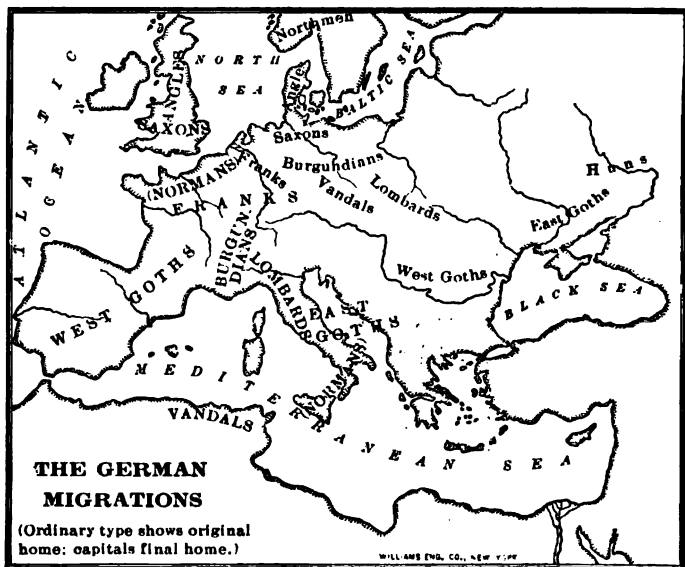 Northmen
ATLANTIC OCEAN
NORTH SEA
BALTIC SEA
ANGLES
SAXONS
Angles
Saxons
(NORMANS)
Franks
Burgundians
Vandals
Lombards
Huns
East Goths
FRANKS
BURGUN-
DIANS
LOMBARDS
West Goths
WEST GOTHS
EAST
GOTHS
BLACK SEA
(NORMANS)
VANDALS
MEDITERRANEAN SEA
THE GERMAN
MIGRATIONS
(Ordinary type shows original
home; capitals final home.)
WILLIAMS ENG. CO., NEW YORK